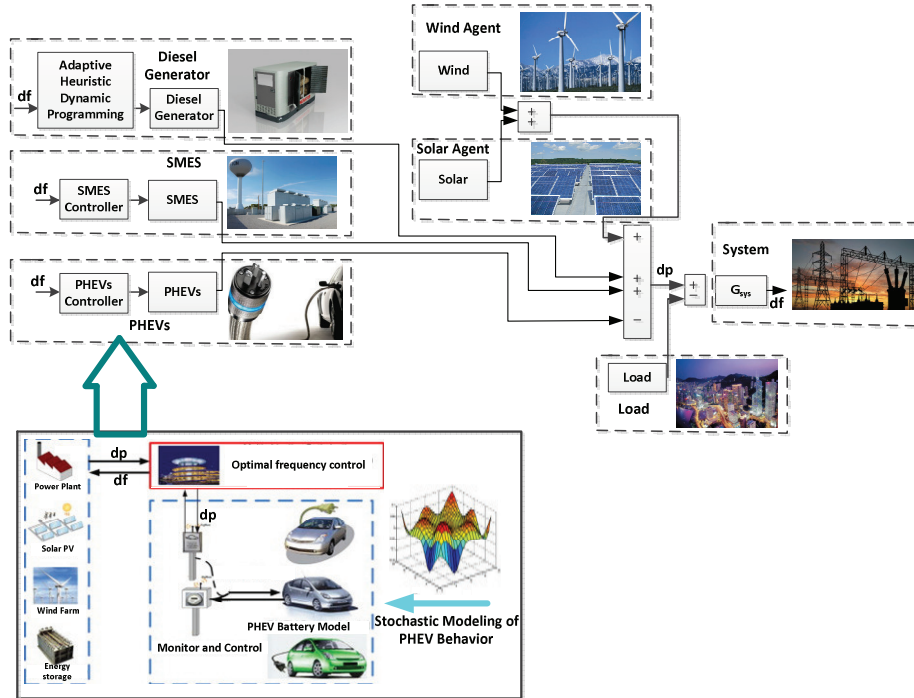 Diesel
Generator
df
Adaptive
Heuristic
Dynamic
Programming
Diesel
Generator
SMES
df
SMES
Controller
SMES
df
PHEVs
Controller
PHEVs
PHEVs
Wind Agent
Wind
+
+
Solar Agent
Solar
+
+
+
−
dp
+
−
System
Gsys
df
Load
Load
Power Plant
Solar PV
Wind Farm
Energy
storage
dp
df
Optimal frequency control
dp
PHEV Battery Model
Monitor and Control
Stochastic Modeling of
PHEV Behavior